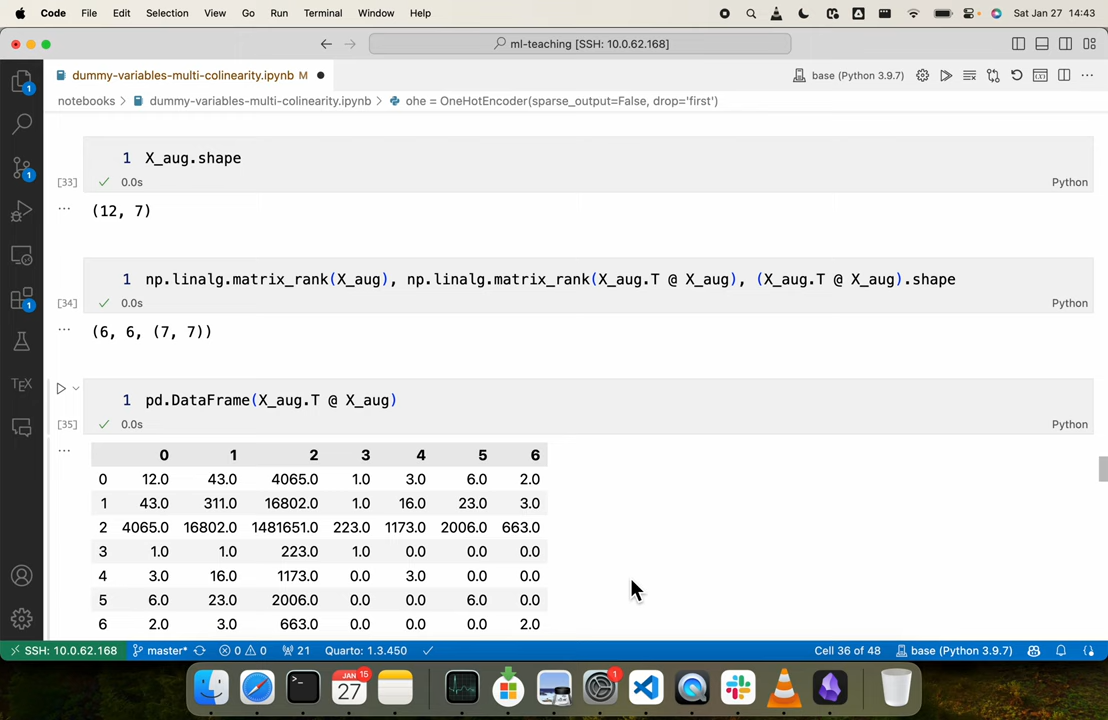 Code File Edit Selection View Go Run Terminal Window Help Sat Jan 27 14:43
ml-teaching [SSH: 10.0.62.168]
dummy-variables-multi-colinearity.ipynb M base (Python 3.9.7)
notebooks > dummy-variables-multi-colinearity.ipynb > ohe = OneHotEncoder(sparse_output=False, drop='first')
1 X_aug.shape
[33] 0.0s Python
(12, 7)
1 np.linalg.matrix_rank(X_aug), np.linalg.matrix_rank(X_aug.T @ X_aug), (X_aug.T @ X_aug).shape
[34] 0.0s Python
(6, 6, (7, 7))
1 pd.DataFrame(X_aug.T @ X_aug)
[35] 0.0s Python
0 1 2 3 4 5 6
0 12.0 43.0 4065.0 1.0 3.0 6.0 2.0
1 43.0 311.0 16802.0 1.0 16.0 23.0 3.0
2 4065.0 16802.0 1481651.0 223.0 1173.0 2006.0 663.0
3 1.0 1.0 223.0 1.0 0.0 0.0 0.0
4 3.0 16.0 1173.0 0.0 3.0 0.0 0.0
5 6.0 23.0 2006.0 0.0 0.0 6.0 0.0
6 2.0 3.0 663.0 0.0 0.0 0.0 2.0
1
1
1
TEX
SSH: 10.0.62.168 master* 0 0 21 Quarto: 1.3.450 Cell 36 of 48 base (Python 3.9.7)
JAN 15
27
1